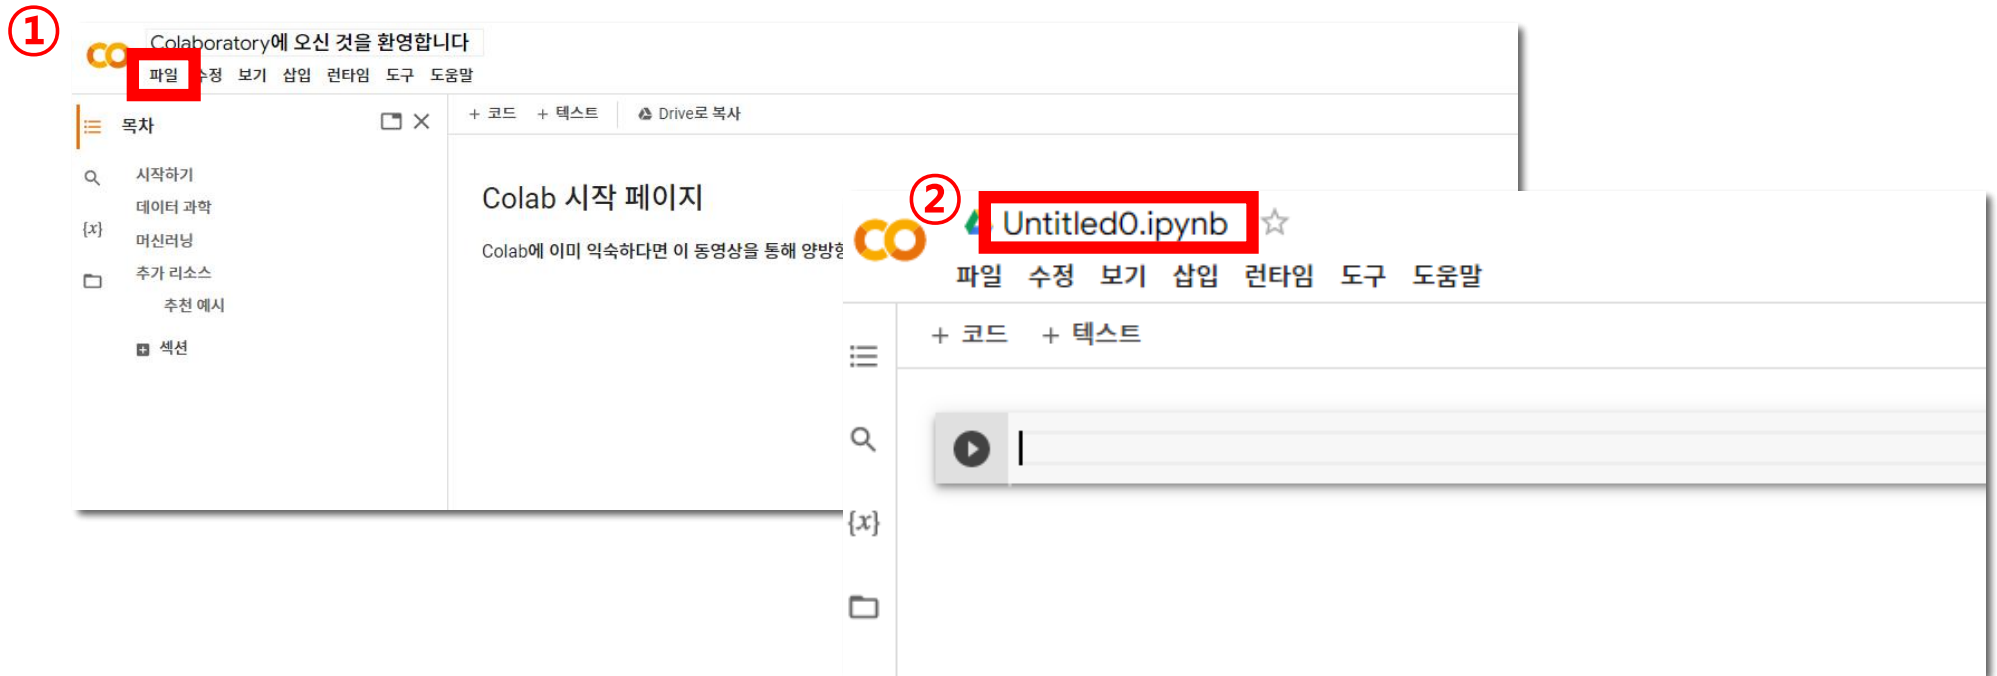 ①
Colaboratory에 오신 것을 환영합니다
파일 수정 보기 삽입 런타임 도구 도움말
목차
+ 코드 + 텍스트 Drive로 복사
시작하기
데이터 과학
{x}
머신러닝
추가 리소스
추천 예시
섹션
Colab 시작 페이지
Colab에 이미 익숙하다면 이 동영상을 통해
②
Untitled0.ipynb
파일 수정 보기 삽입 런타임 도구 도움말
+ 코드 + 텍스트
{x}